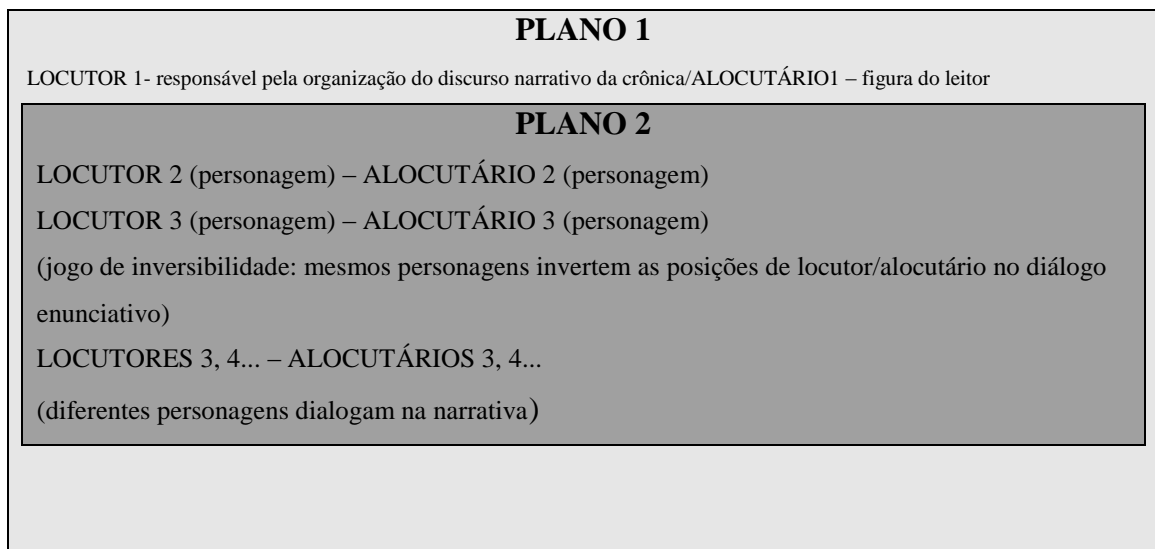 PLANO 1
LOCUTOR 1- responsável pela organização do discurso narrativo da crônica/ALOCUTÁRIO1 – figura do leitor
PLANO 2
LOCUTOR 2 (personagem) – ALOCUTÁRIO 2 (personagem)
LOCUTOR 3 (personagem) – ALOCUTÁRIO 3 (personagem)
(jogo de inversibilidade: mesmos personagens invertem as posições de locutor/alocutário no diálogo
enunciativo)
LOCUTORES 3, 4... – ALOCUTÁRIOS 3, 4...
(diferentes personagens dialogam na narrativa)